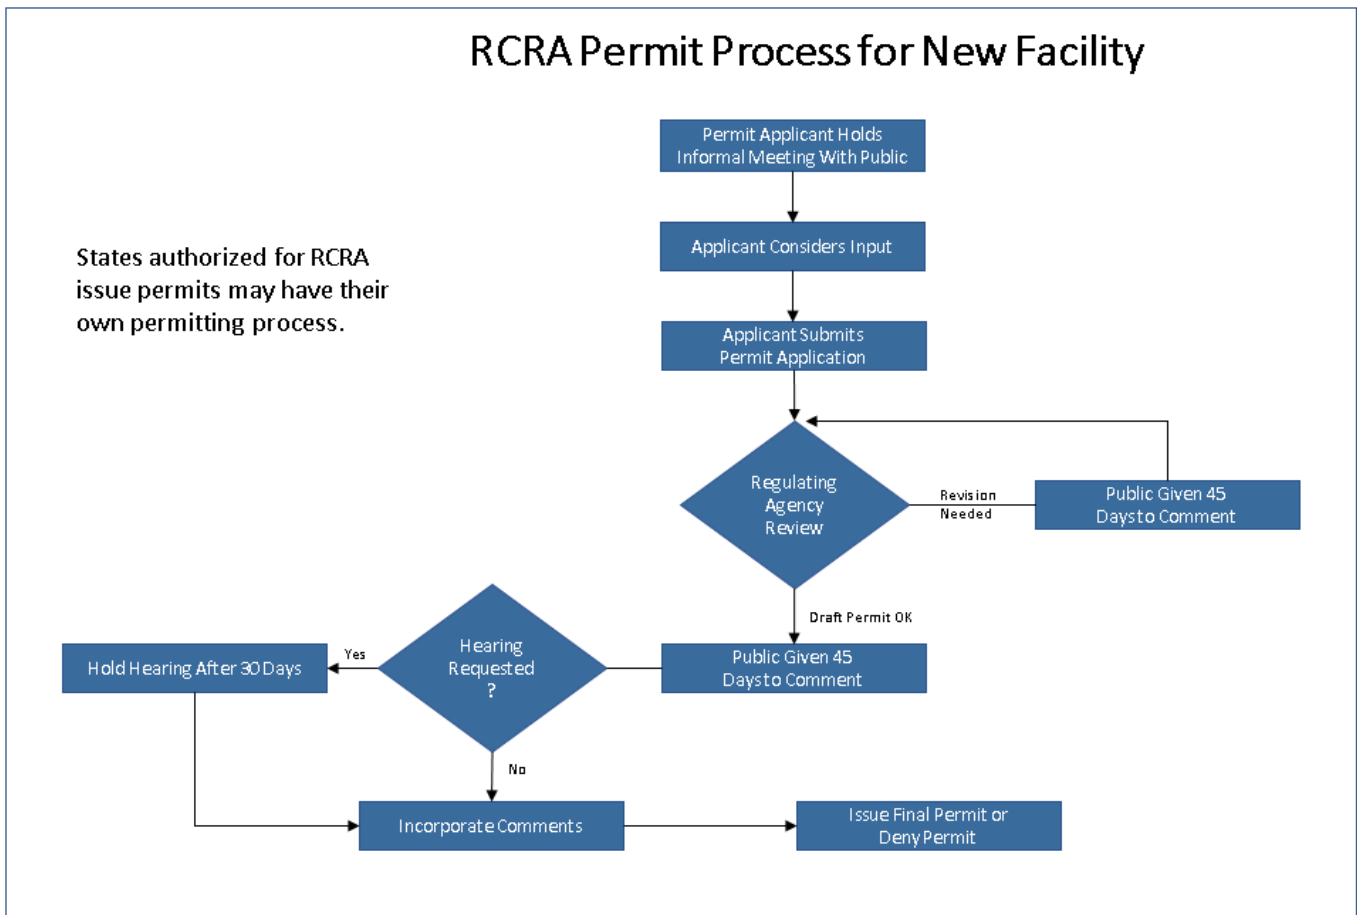 RCRA Permit Process for New Facility
Permit Applicant Holds
Informal Meeting With Public
Applicant Considers Input
States authorized for RCRA
issue permits may have their
own permitting process.
Applicant Submits
Permit Application
Regulating
Agency
Review
Revision
Needed
Public Given 45
Days to Comment
Draft Permit OK
Public Given 45
Days to Comment
Hearing
Requested
?
Yes
Hold Hearing After 30 Days
No
Incorporate Comments
Issue Final Permit or
Deny Permit